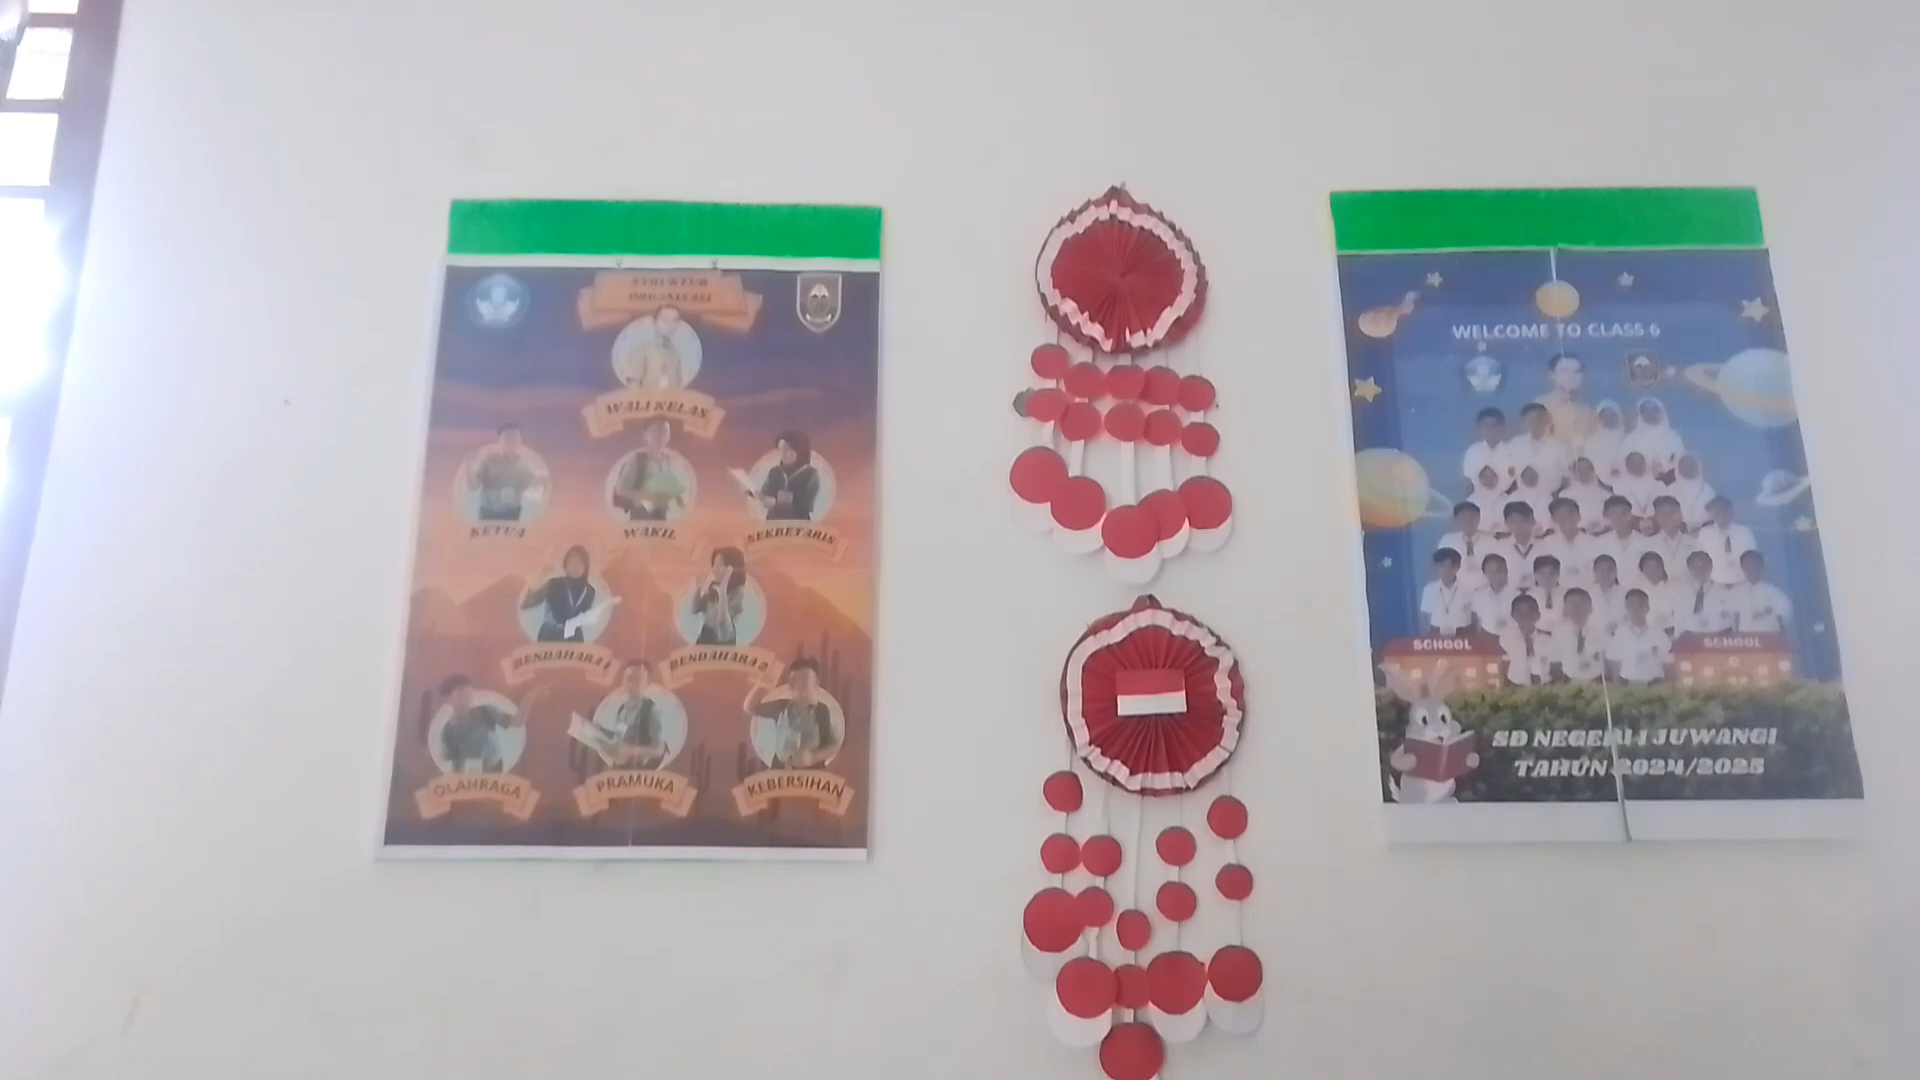 STRUKTUR
ORGANISASI
WALI KELAS
KETUA
WAKIL
SEKRETARIS
BENDAHARA 1
BENDAHARA 2
OLAHRAGA
PRAMUKA
KEBERSIHAN
WELCOME TO CLASS 6
SCHOOL
SCHOOL
SD NEGERI 1 JUWANGI
TAHUN 2024/2025